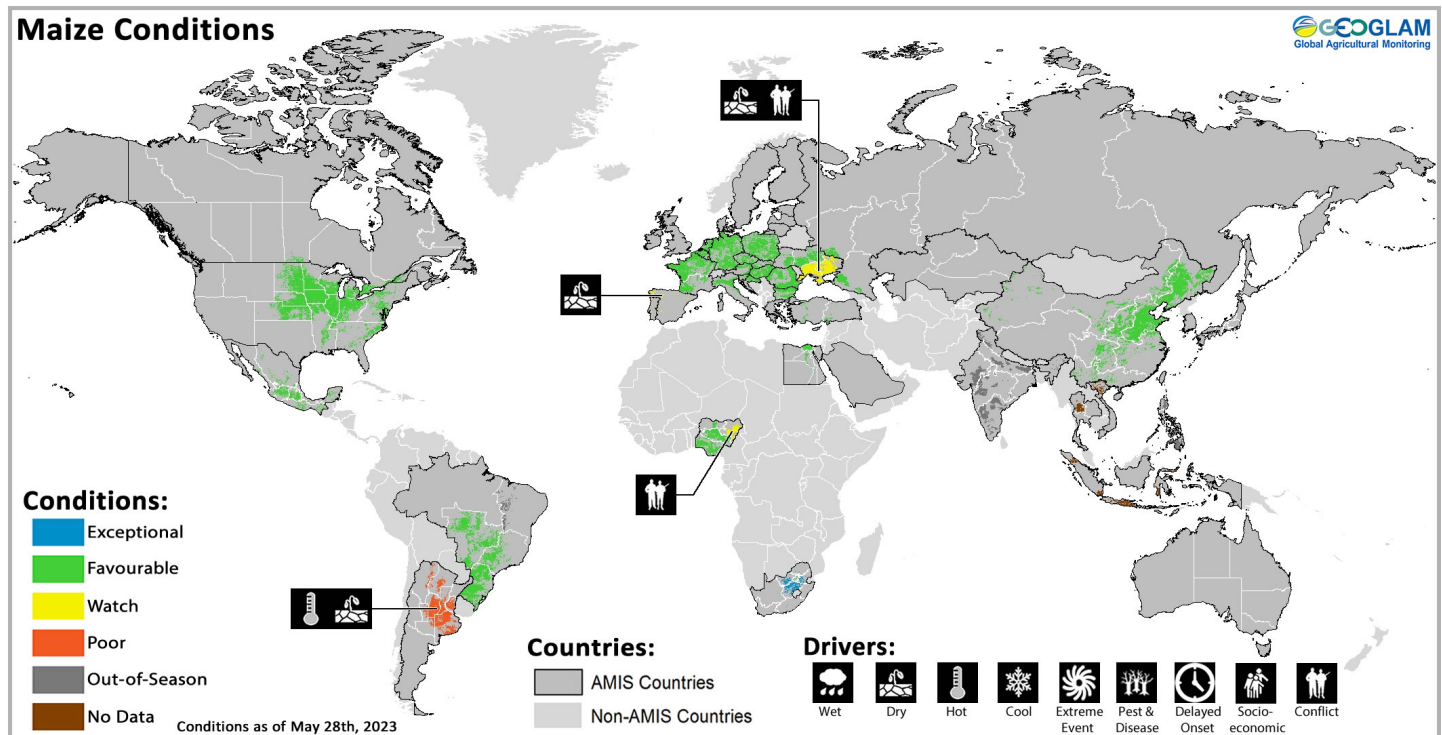 Maize Conditions
GEOGLAM
Global Agricultural Monitoring
Conditions:
Exceptional
Favourable
Watch
Poor
Out-of-Season
No Data
Conditions as of May 28th, 2023
Countries:
AMIS Countries
Non-AMIS Countries
Drivers:
Wet
Dry
Hot
Cool
Extreme
Event
Pest &
Disease
Delayed
Onset
Socio-
economic
Conflict